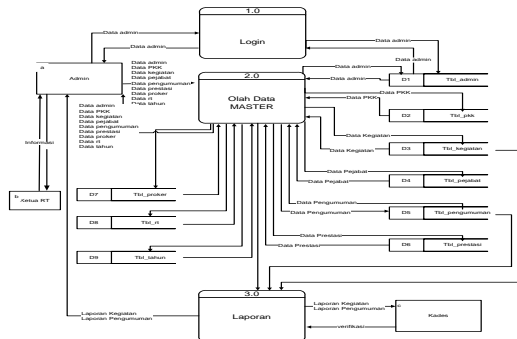 1.0
Login
Data admin
Data admin
Data admin
Data admin
Data admin
a
Admin
Data admin
Data PKK
Data kegiatan
Data pejabat
Data pengumuman
Data prestasi
Data proker
Data rt
Data tahun
2.0
Olah Data
MASTER
Data admin
D1 Tbl_admin
Data PKK
Data PKK
D2 Tbl_pkk
Data Kegiatan
Data Kegiatan
D3 Tbl_kegiatan
Data Pejabat
Data Pejabat
D4 Tbl_pejabat
Data Pengumuman
Data Pengumuman
D5 Tbl_pengumuman
Data Prestasi
Data Prestasi
D6 Tbl_prestasi
Data admin
Data PKK
Data kegiatan
Data pejabat
Data pengumuman
Data prestasi
Data proker
Data rt
Data tahun
Informasi
b
Ketua RT
D7 Tbl_proker
D8 Tbl_rt
D9 Tbl_tahun
3.0
Laporan
Laporan Kegiatan
Laporan Pengumuman
Laporan Kegiatan
Laporan Pengumuman
verifikasi
c
Kades